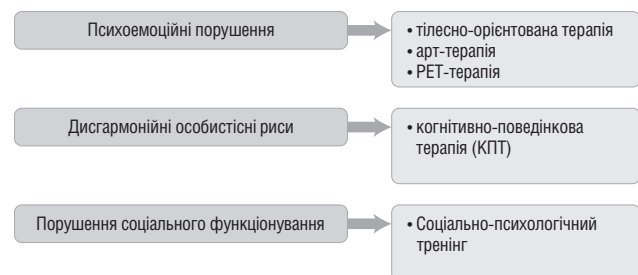 Психоемоційні порушення
• тілесно-орієнтована терапія
• арт-терапія
• РЕТ-терапія
Дисгармонійні особистісні риси
• когнітивно-поведінкова
терапія (КПТ)
Порушення соціального функціонування
• Соціально-психологічний
тренінг